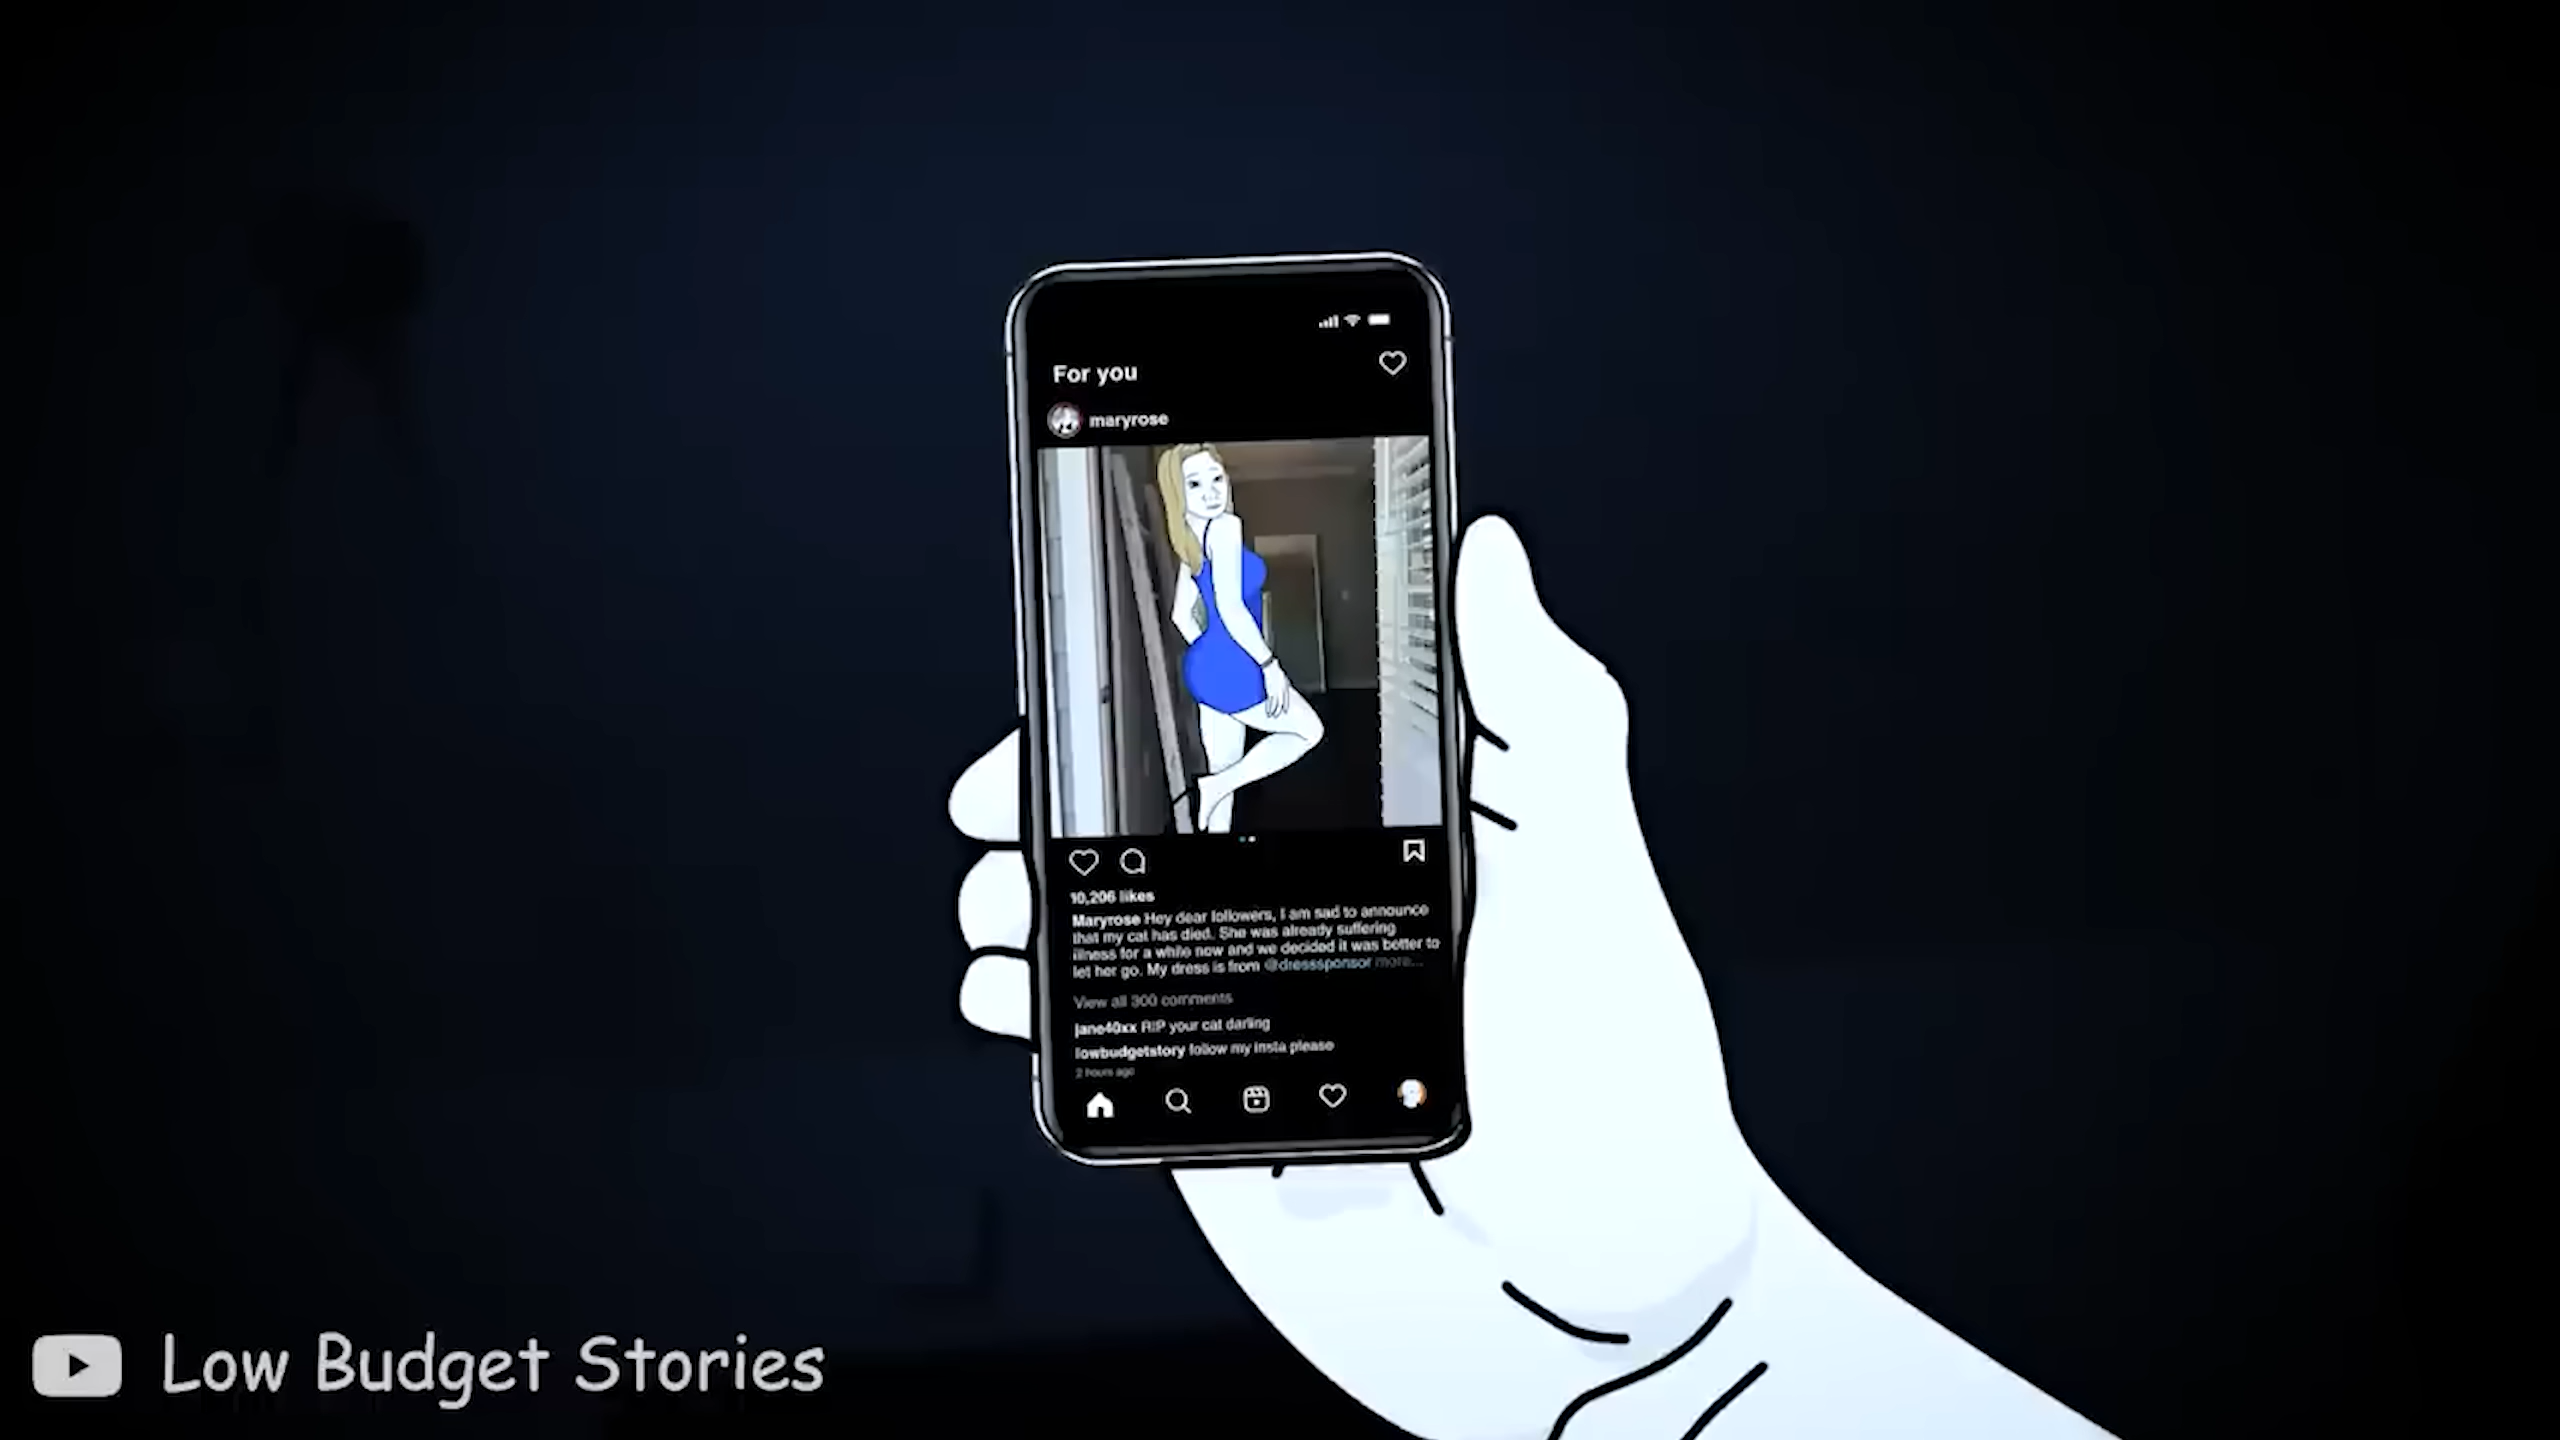 For you
maryrose
10,206 likes
Maryrose Hey dear followers, I am sad to announce
that my cat has died. She was already suffering
illness for a while now and we decided it was better to
let her go. My dress is from @dresssponsor more...
View all 300 comments
jane40xx RIP your cat darling
lowbudgetstory follow my insta please
2 hours ago
Low Budget Stories